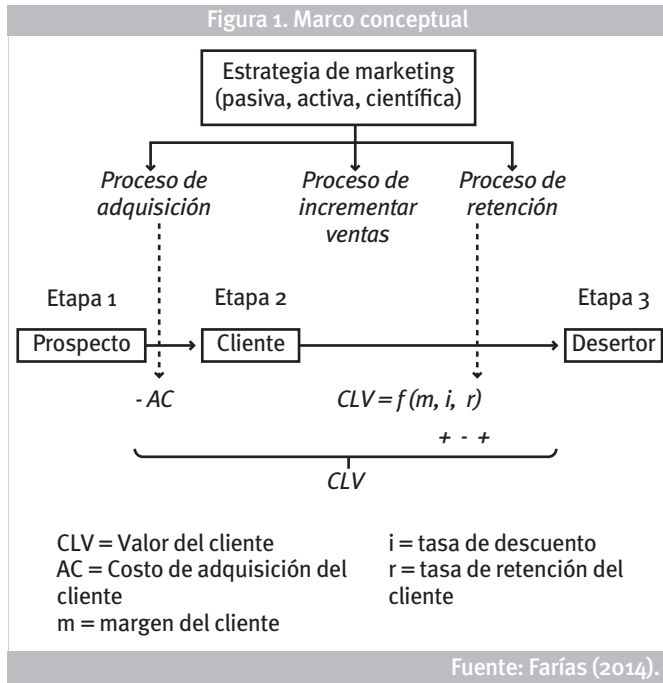 Figura 1. Marco conceptual
Estrategia de marketing
(pasiva, activa, científica)
Proceso de
adquisición
Proceso de
incrementar
ventas
Proceso de
retención
Etapa 1
Etapa 2
Etapa 3
Prospecto
Cliente
Desertor
- AC
CLV = f (m, i, r)
+ - +
CLV
CLV = Valor del cliente
AC = Costo de adquisición del
cliente
m = margen del cliente
i = tasa de descuento
r = tasa de retención del
cliente
Fuente: Farías (2014).